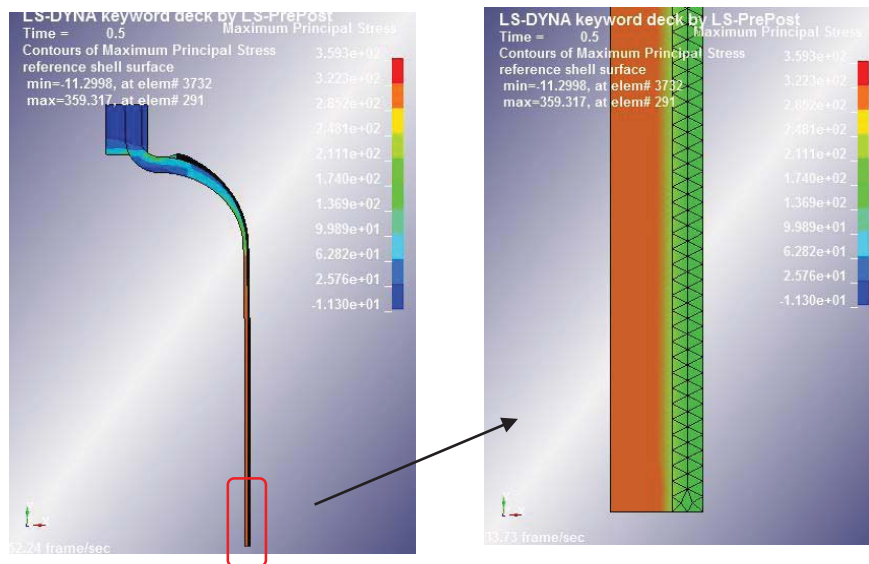 LS-DYNA keyword deck by LS-PrePost
Time = 0.5
Maximum Principal Stress
Contours of Maximum Principal Stress
reference shell surface
min=-11.2998, at elem# 3732
max=359.317, at elem# 291
3.593e+02
3.223e+02
2.852e+02
2.481e+02
2.111e+02
1.740e+02
1.369e+02
9.989e+01
6.282e+01
2.576e+01
-1.130e+01
52.24 frame/sec
LS-DYNA keyword deck by LS-PrePost
Time = 0.5
Maximum Principal Stress
Contours of Maximum Principal Stress
reference shell surface
min=-11.2998, at elem# 3732
max=359.317, at elem# 291
3.593e+02
3.223e+02
2.852e+02
2.481e+02
2.111e+02
1.740e+02
1.369e+02
9.989e+01
6.282e+01
2.576e+01
-1.130e+01
33.73 frame/sec